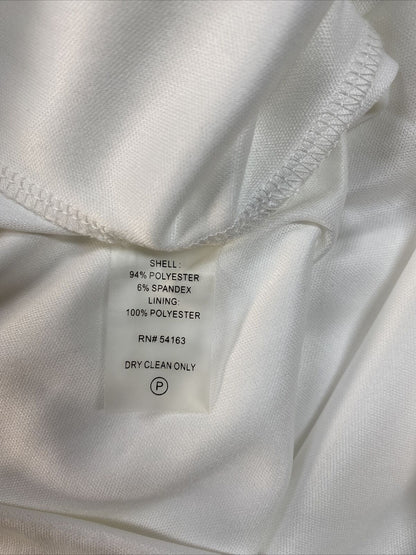 SHELL:
94% POLYESTER
6% SPANDEX
LINING:
100% POLYESTER
RN# 54163
DRY CLEAN ONLY
P